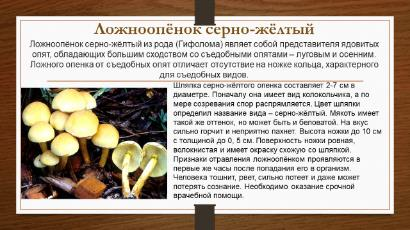 Ложноопёнок серно-жёлтый
Ложноопёнок серно-жёлтый из рода (Гифолома) являет собой представителя ядовитых
опят, обладающих большим сходством со съедобными опятами – луговым и осенним.
Ложного опенка от съедобных опят отличает отсутствие на ножке кольца, характерного
для съедобных видов.
Шляпка серно-жёлтого опенка составляет 2-7 см в
диаметре. Поначалу она имеет вид колокольчика, а по
мере созревания спор распрямляется. Цвет шляпки
определил название вида – серно-жёлтый. Мякоть имеет
такой же оттенок, но может быть и беловатой. На вкус
сильно горчит и неприятно пахнет. Высота ножки до 10 см
с толщиной до 0, 5 см. Поверхность ножки ровная,
волокнистая и имеет окраску схожую со шляпкой.
Признаки отравления ложноопёнком проявляются в
первые же часы после попадания его в организм.
Человека тошнит, рвет, сильно потеет и даже может
потерять сознание. Необходимо оказание срочной
врачебной помощи.